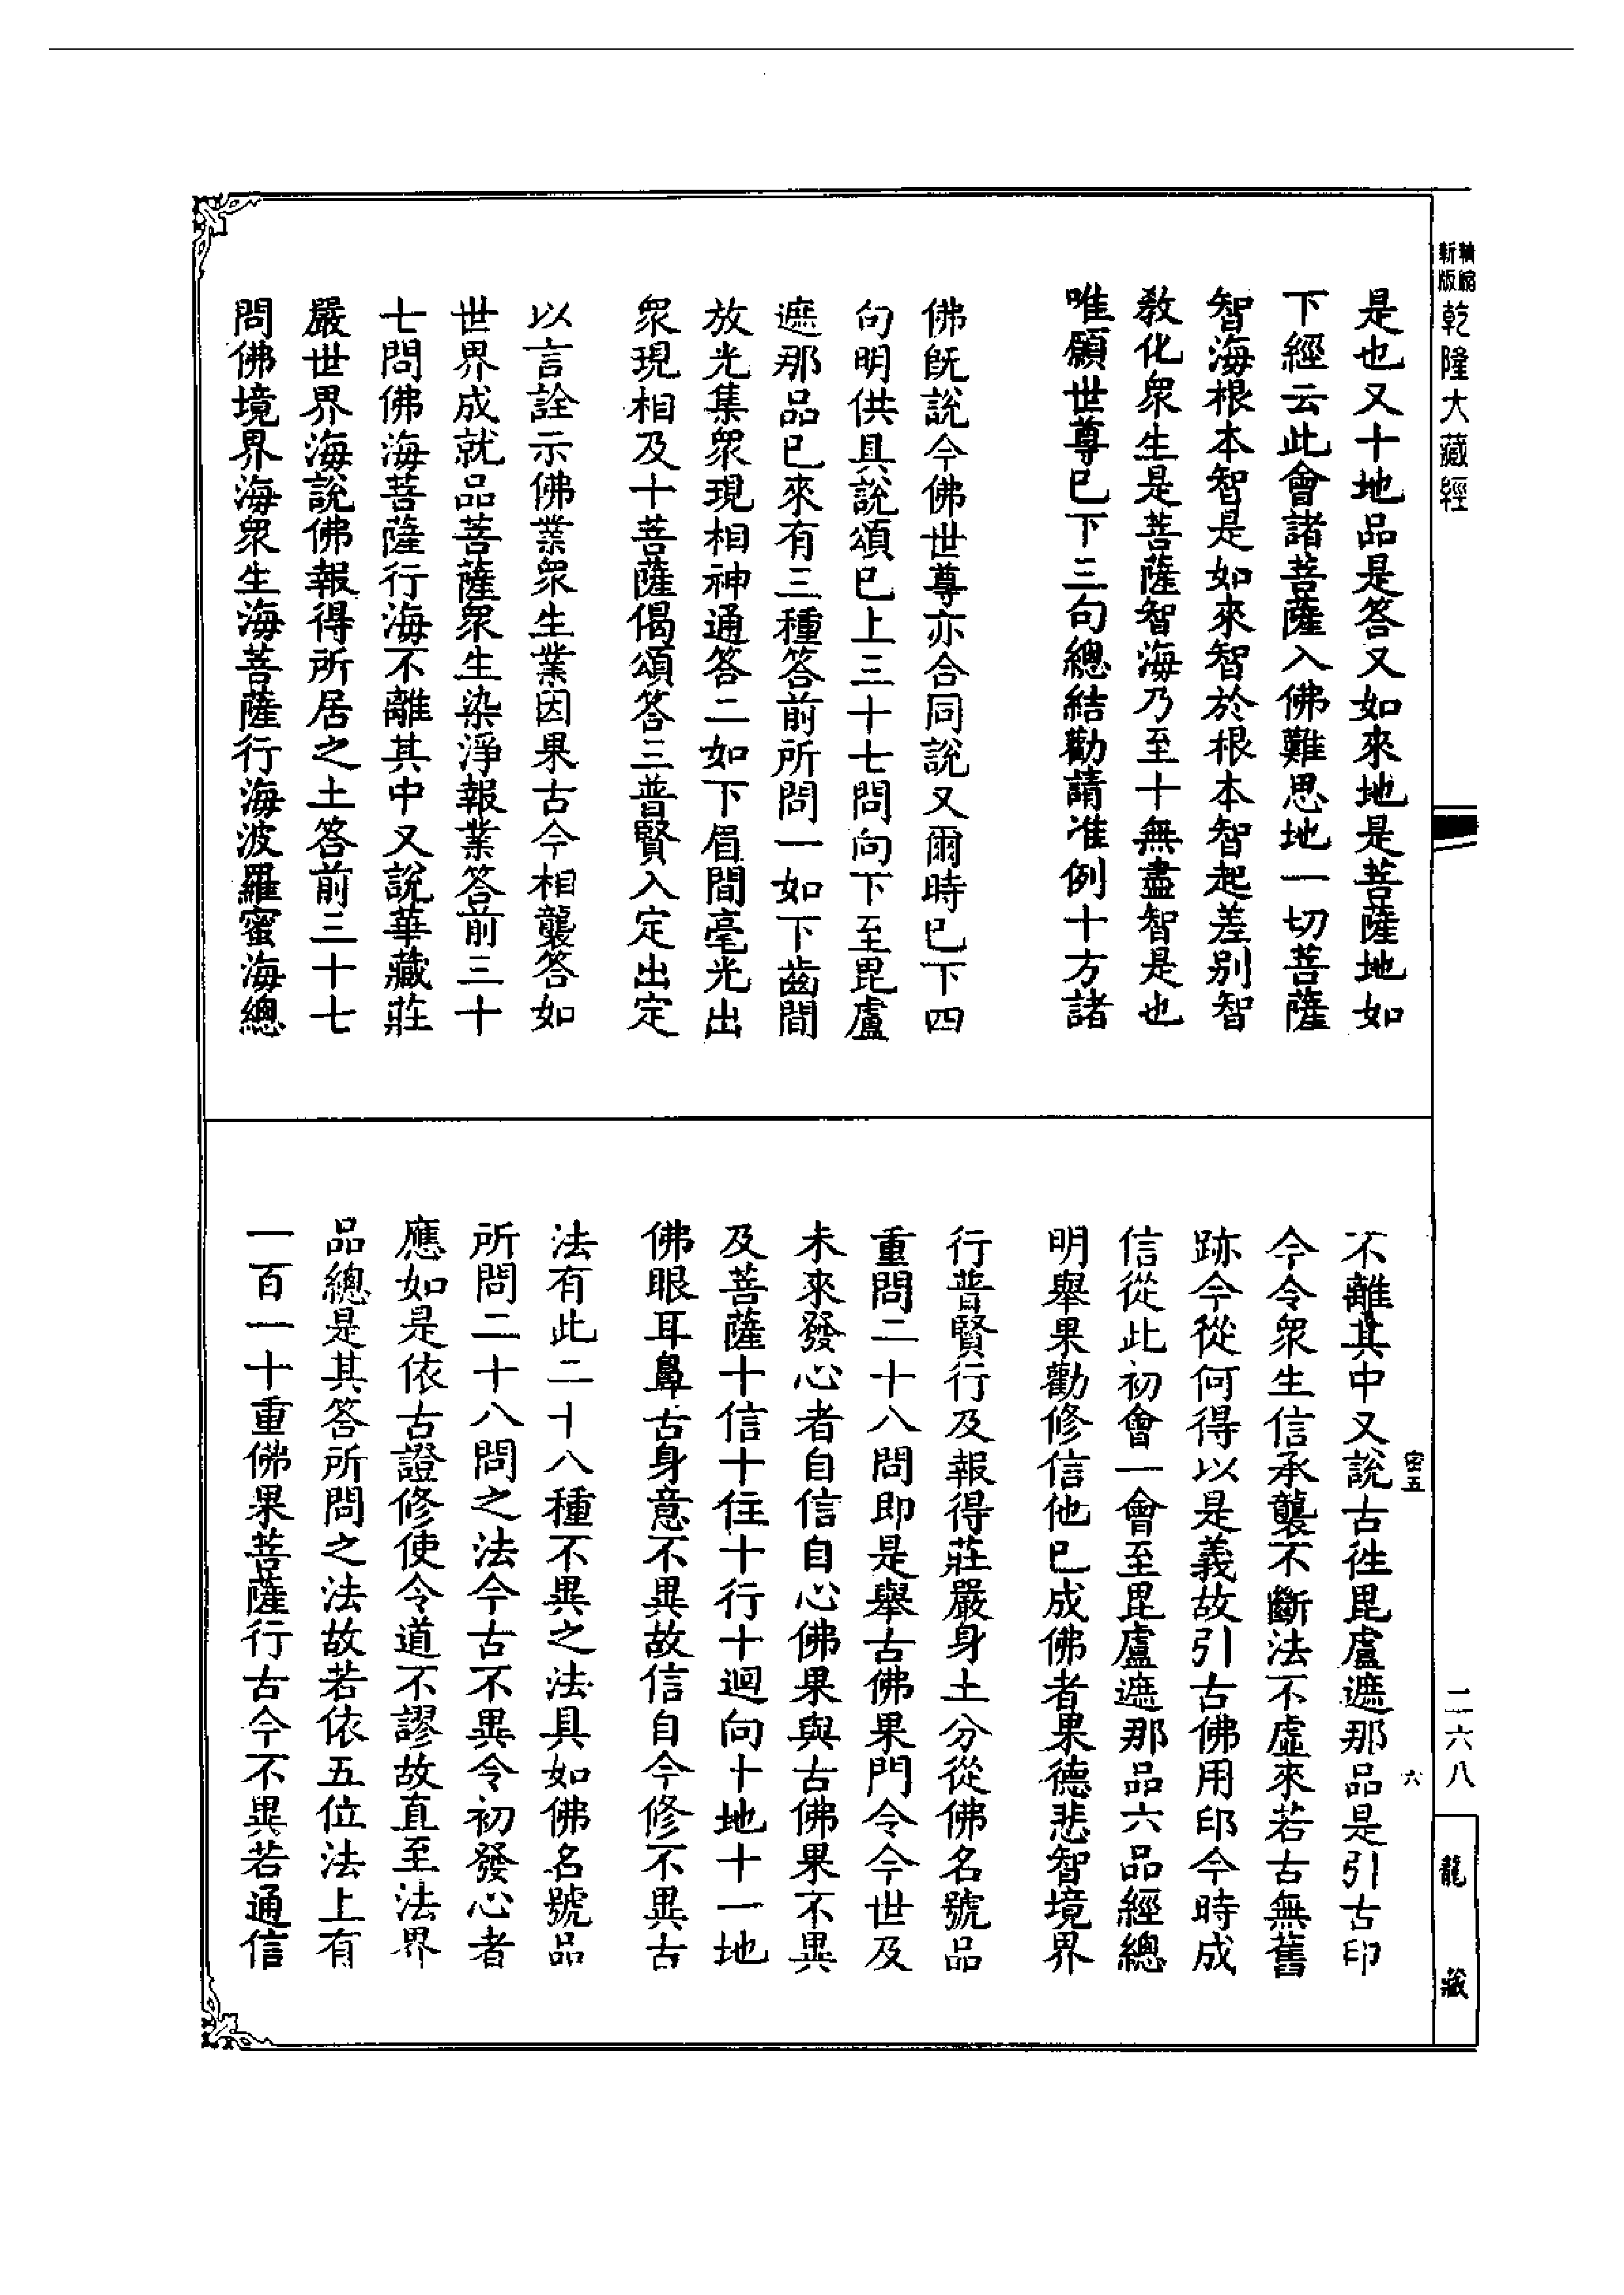 精縮
新版
乾隆大藏經
是也又十地品是答又如來地是菩薩地如
下經云此會諸菩薩入佛難思地一切菩薩
智海根本智是如來智於根本智起差別智
教化衆生是菩薩智海乃至十無盡智是也
唯願世尊已下三句總結勸請准例十方諸
佛旣說今佛世尊亦合同說又爾時已下四
句明供具說頌已上三十七問向下至毘盧
遮那品已來有三種答前所問一如下齒間
放光集衆現相神通答二如下眉間毫光出
衆現相及十菩薩偈頌答三普賢入定出定
以言詮示佛業衆生業因果古今相襲答如
世界成就品菩薩衆生染淨報業答前三十
七問佛海菩薩行海不離其中又說華藏莊
嚴世界海說佛報得所居之土答前三十七
問佛境界海衆生海菩薩行海波羅蜜海總
密五
六
不離其中又說古徃毘盧遮那品是引古印
今令衆生信承襲不斷法不虛來若古無舊
跡今從何得以是義故引古佛用印今時成
信從此初會一會至毘盧遮那品六品經總
明舉果勸修信他已成佛者果德悲智境界
行普賢行及報得莊嚴身土分從佛名號品
重問二十八問即是舉古佛果門令今世及
未來發心者自信自心佛果與古佛果不異
及菩薩十信十住十行十迴向十地十一地
佛眼耳鼻舌身意不異故信自今修不異古
法有此二十八種不異之法具如佛名號品
所問二十八問之法今古不異令初發心者
應如是依古證修使令道不謬故直至法界
品總是其答所問之法故若依五位法上有
一百一十重佛果菩薩行古今不異若通信
二六八
龍藏